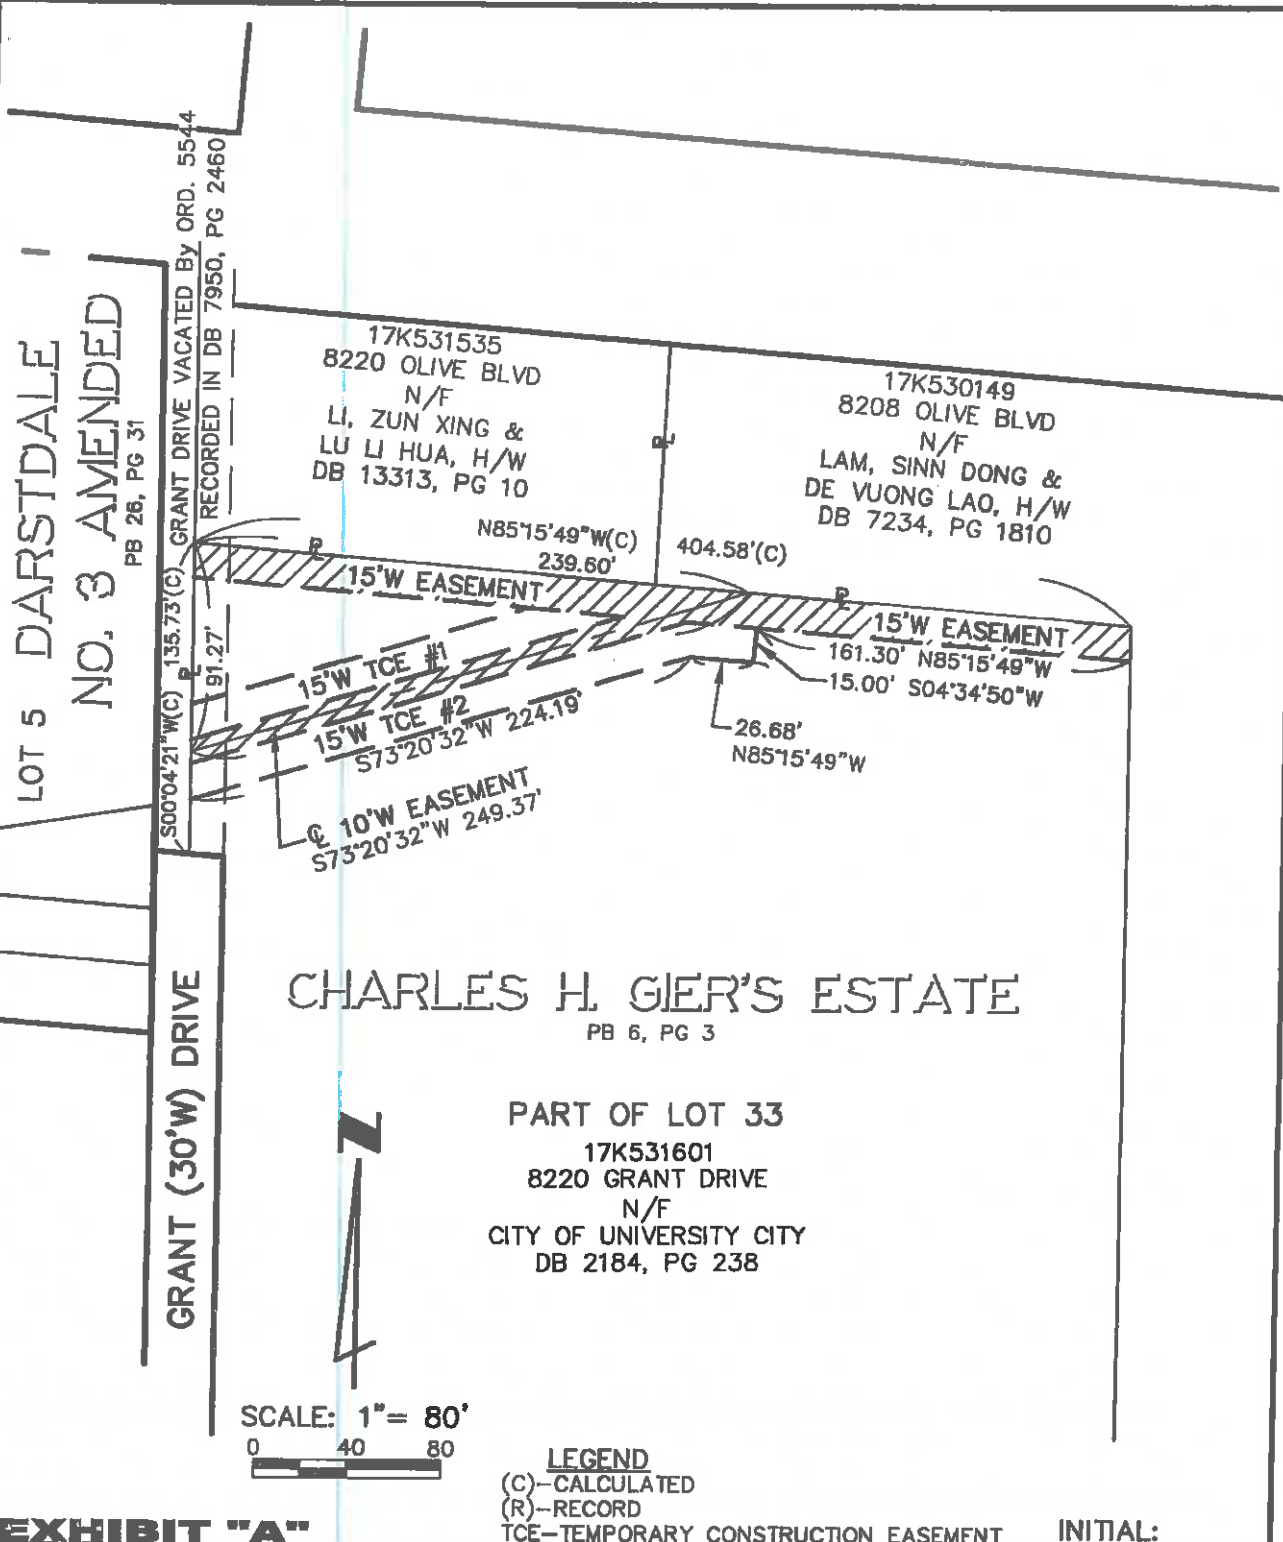 GRANT DRIVE VACATED By ORD. 5544
RECORDED IN DB 7950, PG 2460
LOT 5 DARSTDALE
NO. 3 AMENDED
PB 26, PG 31
17K531535
8220 OLIVE BLVD
N/F
LI, ZUN XING &
LU LI HUA, H/W
DB 13313, PG 10
17K530149
8208 OLIVE BLVD
N/F
LAM, SINN DONG &
DE VUONG LAO, H/W
DB 7234, PG 1810
PL
N85°15'49"W(C)
239.60'
404.58'(C)
PL
PL
15'W EASEMENT
15'W EASEMENT
161.30' N85°15'49"W
15.00' S04°34'50"W
26.68'
N85°15'49"W
S00°04'21"W(C) 135.73'(C)
PL
91.27'
15'W TCE #1
15'W TCE #2
S73°20'32"W 224.19'
CL 10'W EASEMENT
S73°20'32"W 249.37'
GRANT (30'W) DRIVE
CHARLES H. GIER'S ESTATE
PB 6, PG 3
PART OF LOT 33
17K531601
8220 GRANT DRIVE
N/F
CITY OF UNIVERSITY CITY
DB 2184, PG 238
N
SCALE: 1"= 80'
0 40 80
LEGEND
(C)-CALCULATED
(R)-RECORD
TCE-TEMPORARY CONSTRUCTION EASEMENT
INITIAL:
EXHIBIT "A"